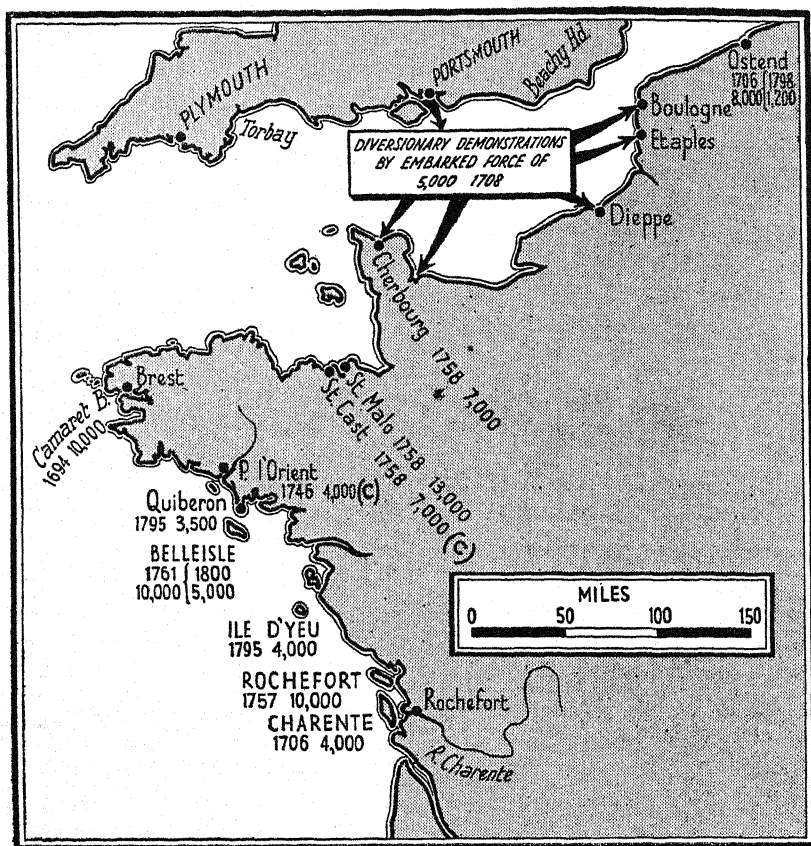 PLYMOUTH
Torbay
PORTSMOUTH
Beachy Hd.
Ostend
1706 { 1798
8,000 { 1,200
Boulogne
Etaples
Dieppe
DIVERSIONARY DEMONSTRATIONS
BY EMBARKED FORCE OF
5,000 1708
Cherbourg 1758 7,000
St. Malo 1758 13,000
St. Cast 1758 7,000 (C)
Brest
Camaret B.
1694 10,000
P. l'Orient
1746 4,000 (C)
Quiberon
1795 3,500
BELLEISLE
1761 { 1800
10,000 { 5,000
ILE D'YEU
1795 4,000
ROCHEFORT
1757 10,000
CHARENTE
1706 4,000
Rochefort
R. Charente
MILES
0 50 100 150